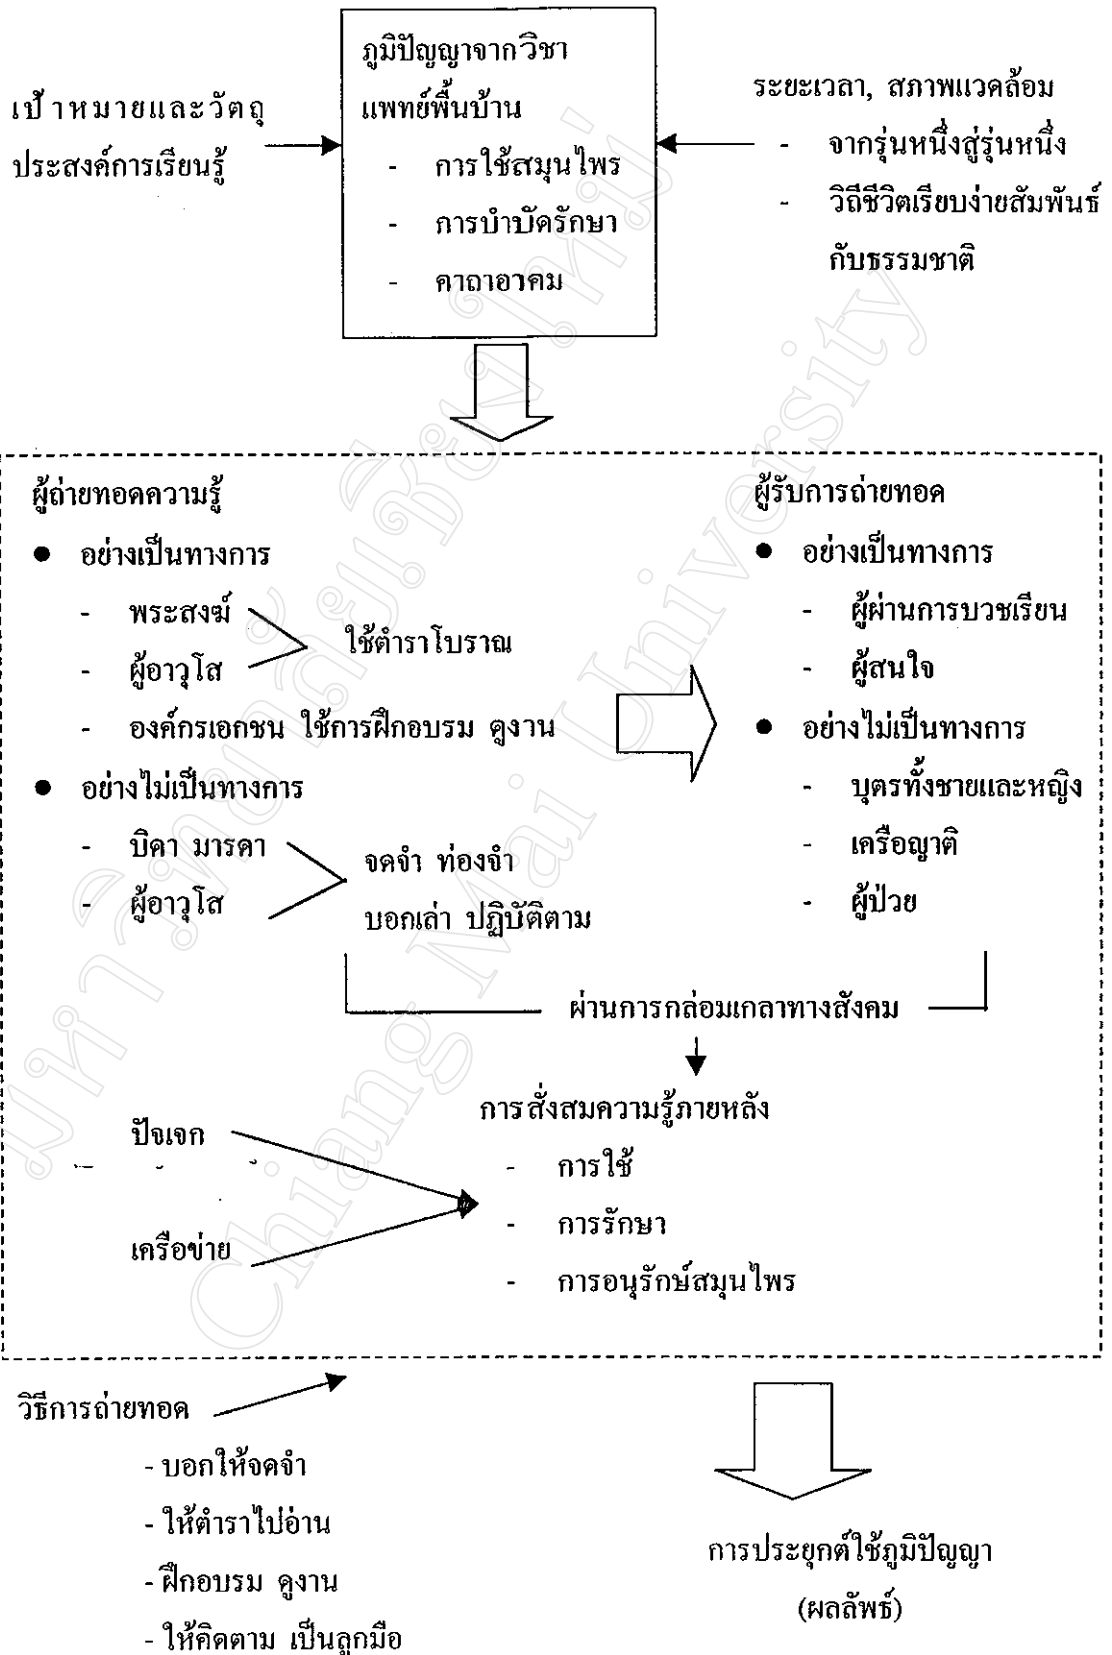 ภูมิปัญญาจากวิชา
แพทย์พื้นบ้าน
- การใช้สมุนไพร
- การบำบัดรักษา
- คาถาอาคม
เป้าหมายและวัตถุ
ประสงค์การเรียนรู้
ระยะเวลา, สภาพแวดล้อม
- จากรุ่นหนึ่งสู่รุ่นหนึ่ง
- วิถีชีวิตเรียบง่ายสัมพันธ์
กับธรรมชาติ
ผู้ถ่ายทอดความรู้
● อย่างเป็นทางการ
- พระสงฆ์
- ผู้อาวุโส
ใช้ตำราโบราณ
- องค์กรเอกชน ใช้การฝึกอบรม ดูงาน
● อย่างไม่เป็นทางการ
- บิดา มารดา
- ผู้อาวุโส
จดจำ ท่องจำ
บอกเล่า ปฏิบัติตาม
ผู้รับการถ่ายทอด
● อย่างเป็นทางการ
- ผู้ผ่านการบวชเรียน
- ผู้สนใจ
● อย่างไม่เป็นทางการ
- บุตรทั้งชายและหญิง
- เครือญาติ
- ผู้ป่วย
ผ่านการกล่อมเกลาทางสังคม
การสั่งสมความรู้ภายหลัง
- การใช้
- การรักษา
- การอนุรักษ์สมุนไพร
ปัจเจก
เครือข่าย
วิธีการถ่ายทอด
- บอกให้จดจำ
- ให้ตำราไปอ่าน
- ฝึกอบรม ดูงาน
- ให้ติดตาม เป็นลูกมือ
การประยุกต์ใช้ภูมิปัญญา
(ผลลัพธ์)
มหาวิทยาลัยเชียงใหม่
Chiang Mai University